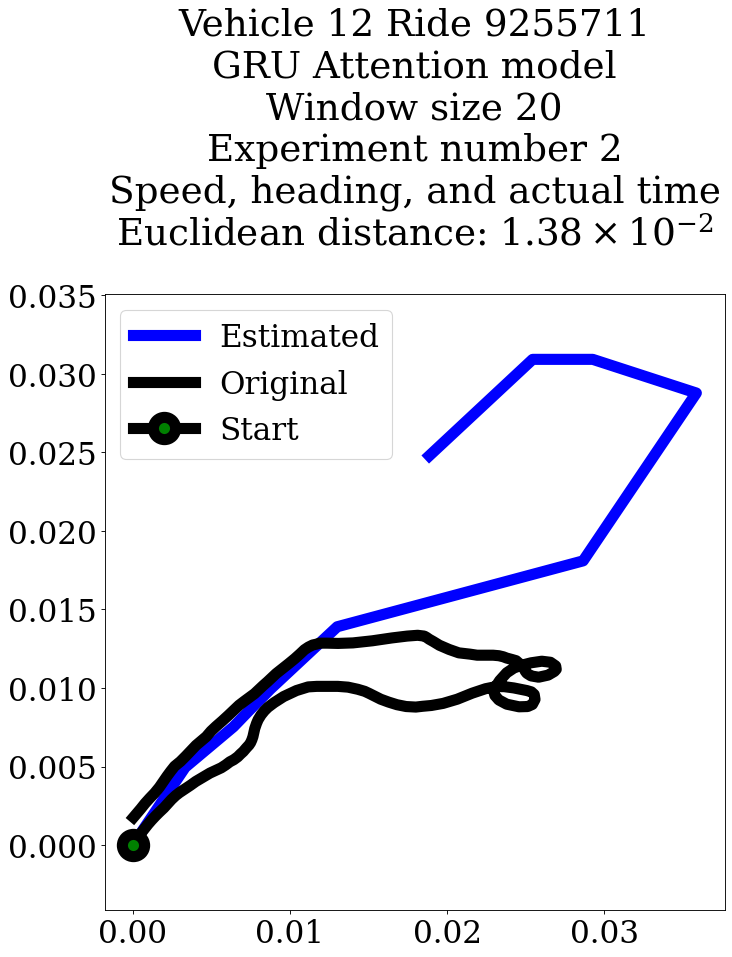 Vehicle 12 Ride 9255711
GRU Attention model
Window size 20
Experiment number 2
Speed, heading, and actual time
Euclidean distance: 1.38 × 10⁻²
0.035
0.030
0.025
0.020
0.015
0.010
0.005
0.000
Estimated
Original
Start
0.00 0.01 0.02 0.03